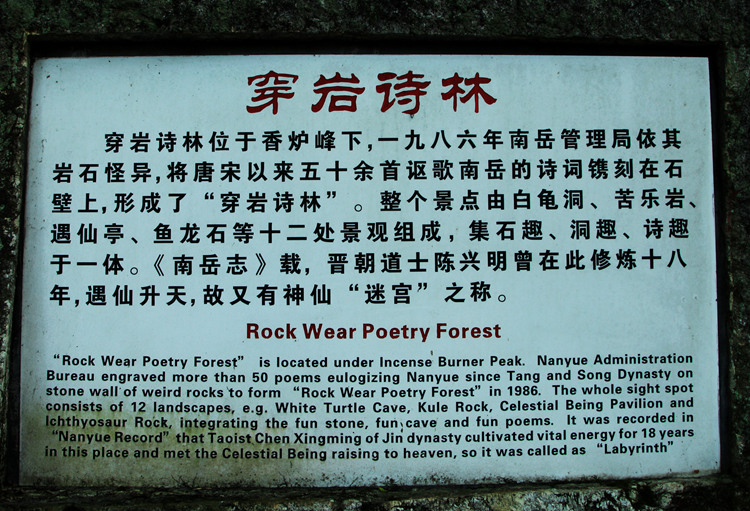 穿岩诗林
穿岩诗林位于香炉峰下,一九八六年南岳管理局依其
岩石怪异,将唐宋以来五十余首讴歌南岳的诗词镌刻在石
壁上,形成了“穿岩诗林”。整个景点由白龟洞、苦乐岩、
遇仙亭、鱼龙石等十二处景观组成,集石趣、洞趣、诗趣
于一体。《南岳志》载,晋朝道士陈兴明曾在此修炼十八
年,遇仙升天,故又有神仙“迷宫”之称。
Rock Wear Poetry Forest
“Rock Wear Poetry Forest” is located under Incense Burner Peak. Nanyue Administration
Bureau engraved more than 50 poems eulogizing Nanyue since Tang and Song Dynasty on
stone wall of weird rocks to form “Rock Wear Poetry Forest” in 1986. The whole sight spot
consists of 12 landscapes, e.g. White Turtle Cave, Kule Rock, Celestial Being Pavilion and
Ichthyosaur Rock, integrating the fun stone, fun cave and fun poems. It was recorded in
“Nanyue Record” that Taoist Chen Xingming of Jin dynasty cultivated vital energy for 18 years
in this place and met the Celestial Being raising to heaven, so it was called as “Labyrinth”